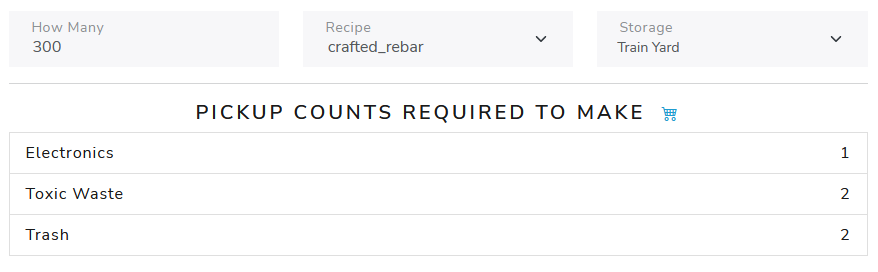 How Many
300
Recipe
crafted_rebar
Storage
Train Yard
PICKUP COUNTS REQUIRED TO MAKE
Electronics 1
Toxic Waste 2
Trash 2